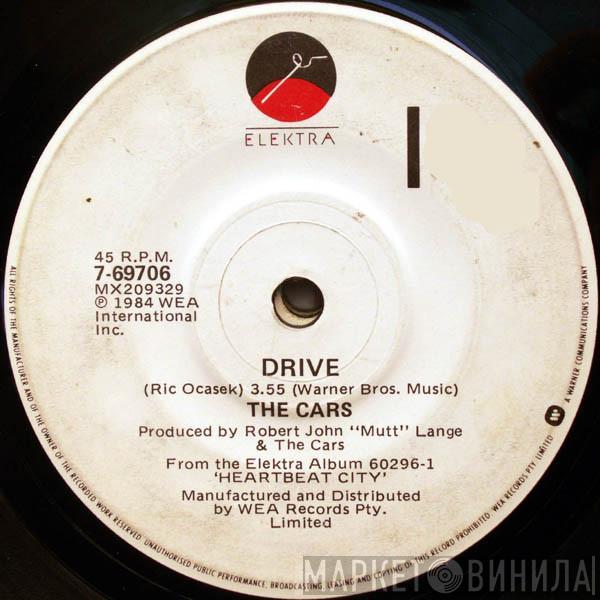 ELEKTRA
45 R.P.M.
7-69706
MX209329
℗ 1984 WEA
International
Inc.
DRIVE
(Ric Ocasek) 3.55 (Warner Bros. Music)
THE CARS
Produced by Robert John "Mutt" Lange
& The Cars
From the Elektra Album 60296-1
'HEARTBEAT CITY'
Manufactured and Distributed
by WEA Records Pty.
Limited
ALL RIGHTS OF THE MANUFACTURER AND OF THE OWNER OF THE RECORDED WORK RESERVED. UNAUTHORISED PUBLIC PERFORMANCE, BROADCASTING, LEASING AND COPYING OF THIS RECORD PROHIBITED. WEA RECORDS PTY. LIMITED
A WARNER COMMUNICATIONS COMPANY.
МАРКЕТ ВИНИЛА